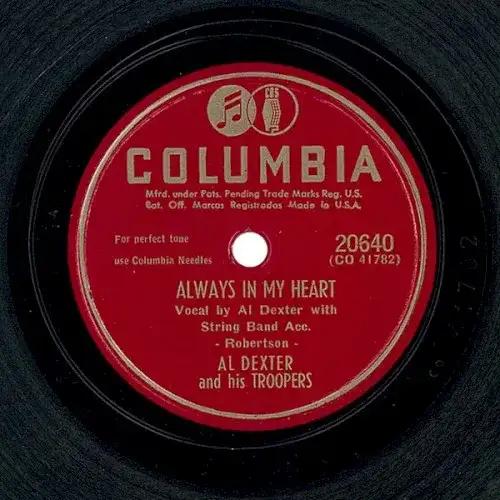 CBS
COLUMBIA
Mfrd. under Pats. Pending Trade Marks Reg. U.S.
Pat. Off. Marcas Registradas Made in U.S.A.
For perfect tone
use Columbia Needles
20640
(CO 41782)
ALWAYS IN MY HEART
Vocal by Al Dexter with
String Band Acc.
- Robertson -
AL DEXTER
and his TROOPERS